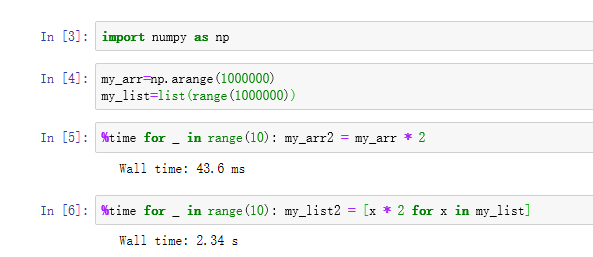 In [3]: import numpy as np
In [4]: my_arr=np.arange(1000000)
my_list=list(range(1000000))
In [5]: %time for _ in range(10): my_arr2 = my_arr * 2
Wall time: 43.6 ms
In [6]: %time for _ in range(10): my_list2 = [x * 2 for x in my_list]
Wall time: 2.34 s